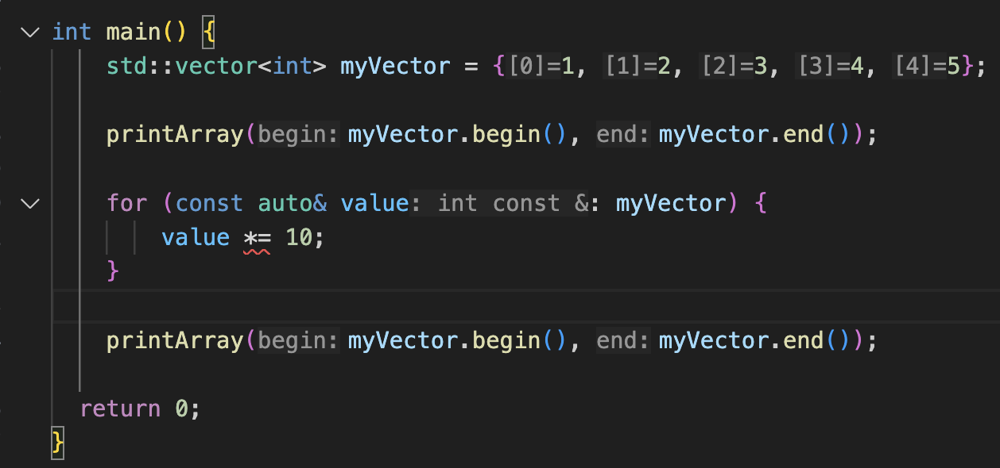 int main() {
std::vector<int> myVector = {[0]=1, [1]=2, [2]=3, [3]=4, [4]=5};
printArray(begin: myVector.begin(), end: myVector.end());
for (const auto& value: int const &: myVector) {
value *= 10;
}
printArray(begin: myVector.begin(), end: myVector.end());
return 0;
}